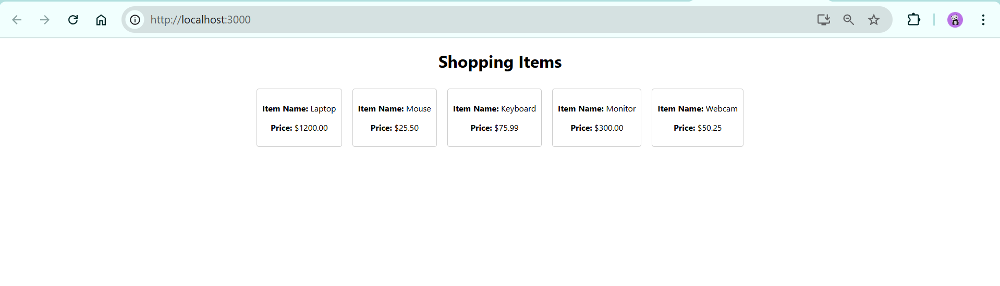 http://localhost:3000
Shopping Items
Item Name: Laptop
Price: $1200.00
Item Name: Mouse
Price: $25.50
Item Name: Keyboard
Price: $75.99
Item Name: Monitor
Price: $300.00
Item Name: Webcam
Price: $50.25